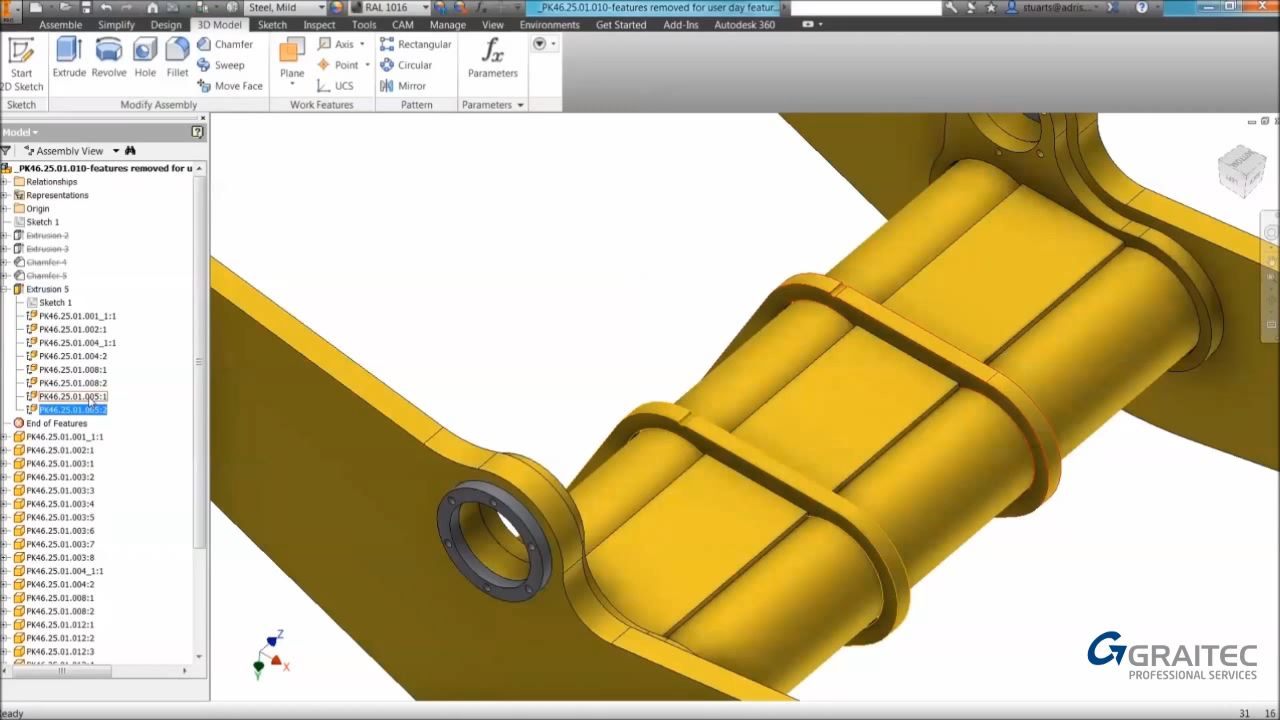 Steel, Mild
RAL 1016
_PK46.25.01.010-features removed for user day featur...
stuarts@adris...
Assemble Simplify Design 3D Model Sketch Inspect Tools CAM Manage View Environments Get Started Add-Ins Autodesk 360
Start
2D Sketch
Extrude
Revolve
Hole
Fillet
Chamfer
Sweep
Move Face
Plane
Axis
Point
UCS
Rectangular
Circular
Mirror
fx
Parameters
Sketch
Modify Assembly
Work Features
Pattern
Parameters
Model
Assembly View
_PK46.25.01.010-features removed for u
Relationships
Representations
Origin
Sketch 1
Extrusion 2
Extrusion 3
Chamfer 4
Chamfer 5
Extrusion 5
Sketch 1
PK46.25.01.001_1:1
PK46.25.01.002:1
PK46.25.01.004_1:1
PK46.25.01.004:2
PK46.25.01.008:1
PK46.25.01.008:2
PK46.25.01.005:1
PK46.25.01.005:2
End of Features
PK46.25.01.001_1:1
PK46.25.01.002:1
PK46.25.01.003:1
PK46.25.01.003:2
PK46.25.01.003:3
PK46.25.01.003:4
PK46.25.01.003:5
PK46.25.01.003:6
PK46.25.01.003:7
PK46.25.01.003:8
PK46.25.01.004_1:1
PK46.25.01.004:2
PK46.25.01.008:1
PK46.25.01.008:2
PK46.25.01.012:1
PK46.25.01.012:2
PK46.25.01.012:3
Z
X
Y
GRAITEC
PROFESSIONAL SERVICES
eady
31 16